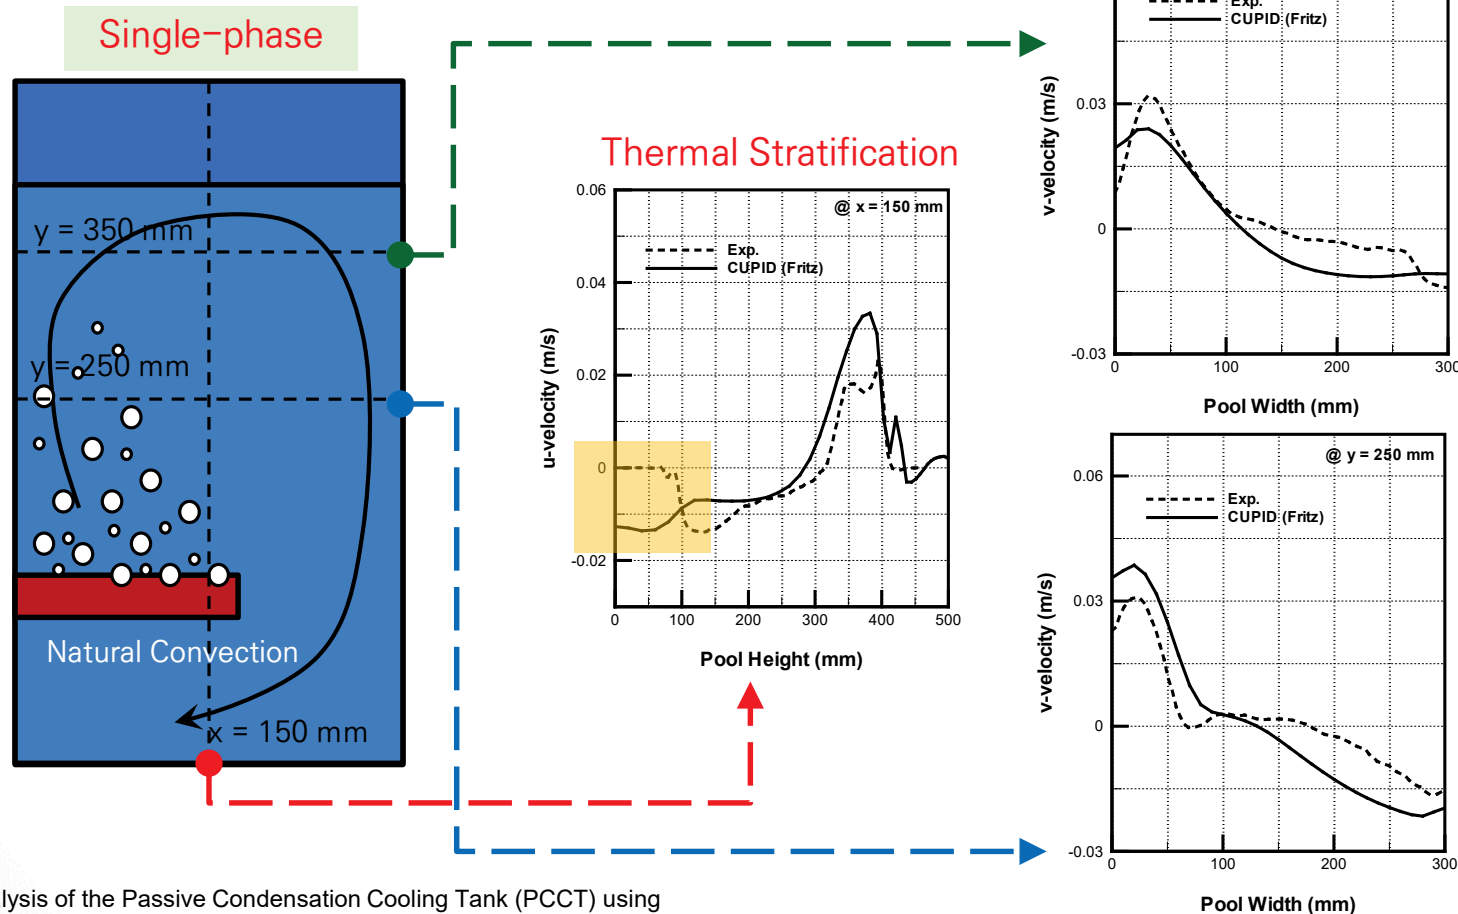 Single-phase
y = 350 mm
y = 250 mm
Natural Convection
x = 150 mm
Thermal Stratification
0.06
0.04
0.02
0
-0.02
u-velocity (m/s)
@ x = 150 mm
Exp.
CUPID (Fritz)
0 100 200 300 400 500
Pool Height (mm)
Exp.
CUPID (Fritz)
0.03
0
-0.03
v-velocity (m/s)
0 100 200 300
Pool Width (mm)
@ y = 250 mm
0.06
0.03
0
-0.03
v-velocity (m/s)
Exp.
CUPID (Fritz)
0 100 200 300
Pool Width (mm)
lysis of the Passive Condensation Cooling Tank (PCCT) using